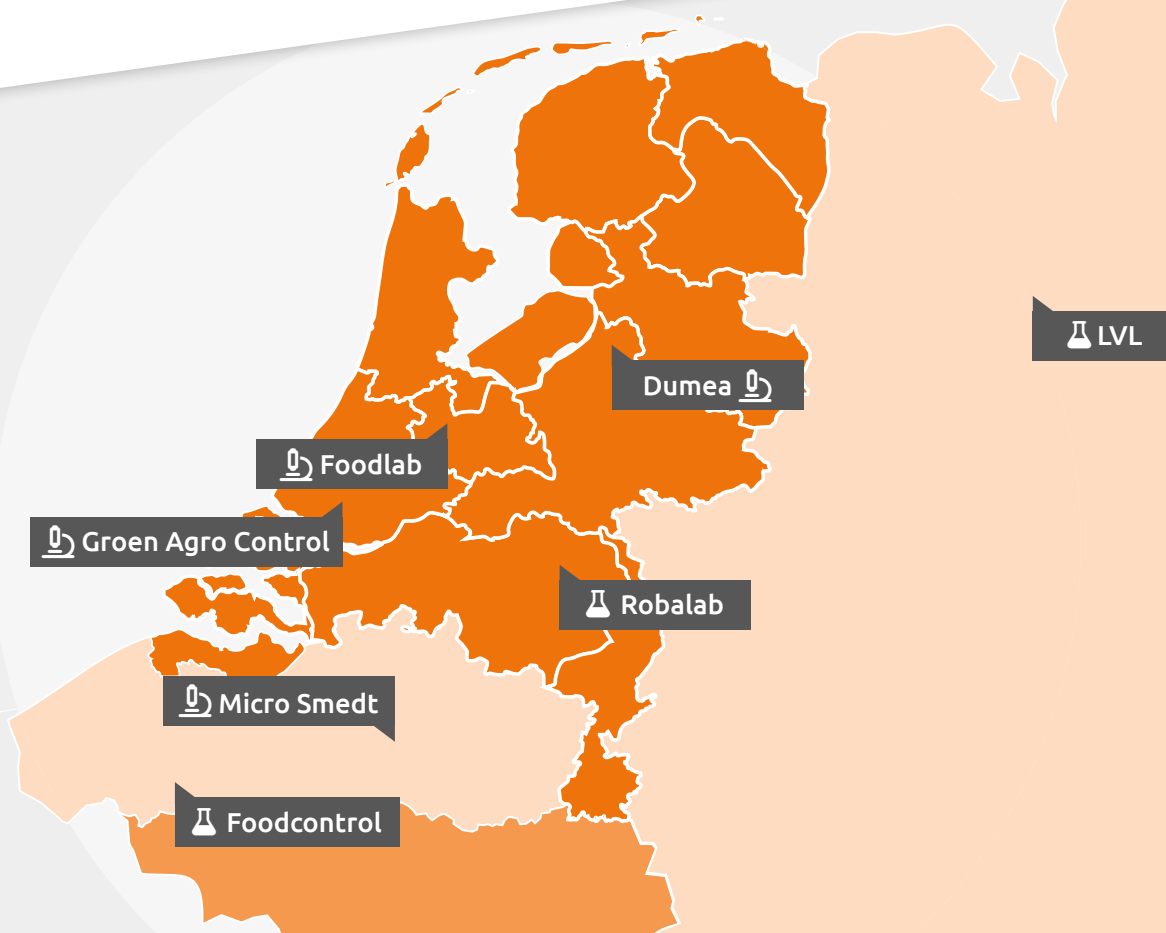 LVL
Dumea
Foodlab
Groen Agro Control
Robalab
Micro Smedt
Foodcontrol